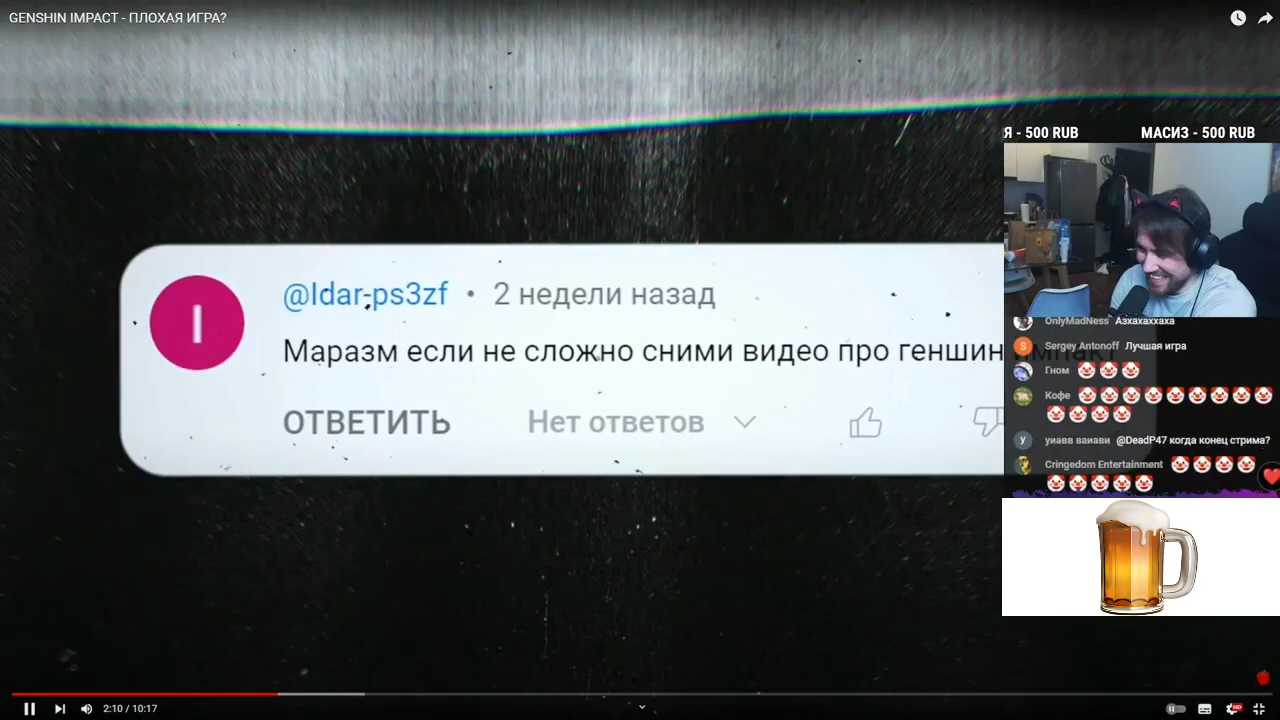 GENSHIN IMPACT - ПЛОХАЯ ИГРА?
Я - 500 RUB МАСИЗ - 500 RUB
@Idar-ps3zf • 2 недели назад
Маразм если не сложно сними видео про геншин импакт
ОТВЕТИТЬ Нет ответов
OnlyMadNess Азхахаххаха
Sergey Antonoff Лучшая игра
Гном
Кофе
уиавв ваиави @DeadP47 когда конец стрима?
Cringedom Entertainment
2:10 / 10:17